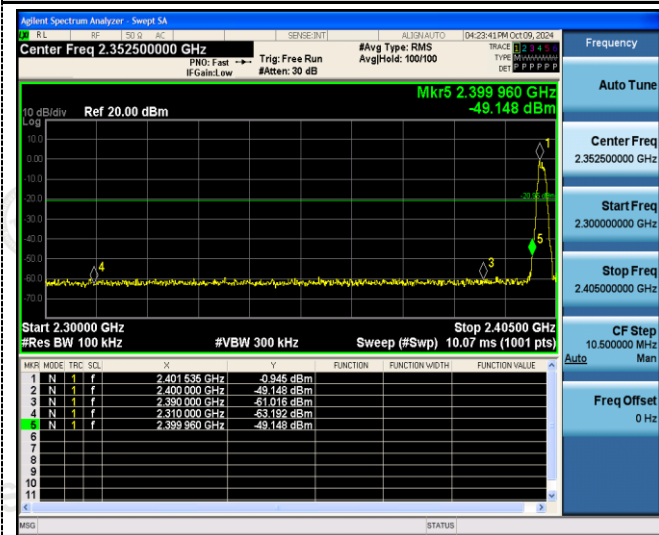 Agilent Spectrum Analyzer - Swept SA
RL RF 50 Ω AC SENSE:INT ALIGNAUTO 04:23:41 PM Oct 09, 2024
Center Freq 2.352500000 GHz
PNO: Fast Trig: Free Run
IFGain:Low #Atten: 30 dB
#Avg Type: RMS
Avg|Hold: 100/100
TRACE 1 2 3 4 5 6
TYPE M
DET P P P P P P
Mkr5 2.399 960 GHz
-49.148 dBm
10 dB/div Ref 20.00 dBm
Log
10.0
0.00
-10.0
-20.0
-30.0
-40.0
-50.0
-60.0
-70.0
1
5
3
4
Start 2.30000 GHz Stop 2.40500 GHz
#Res BW 100 kHz #VBW 300 kHz Sweep (#Swp) 10.07 ms (1001 pts)
MKR MODE TRC SCL X Y FUNCTION FUNCTION WIDTH FUNCTION VALUE
1 N 1 f 2.401 535 GHz -0.945 dBm
2 N 1 f 2.400 000 GHz -49.148 dBm
3 N 1 f 2.390 000 GHz -61.016 dBm
4 N 1 f 2.310 000 GHz -63.192 dBm
5 N 1 f 2.399 960 GHz -49.148 dBm
6
7
8
9
10
11
MSG STATUS
Frequency
Auto Tune
Center Freq
2.352500000 GHz
Start Freq
2.300000000 GHz
Stop Freq
2.405000000 GHz
CF Step
10.500000 MHz
Auto Man
Freq Offset
0 Hz